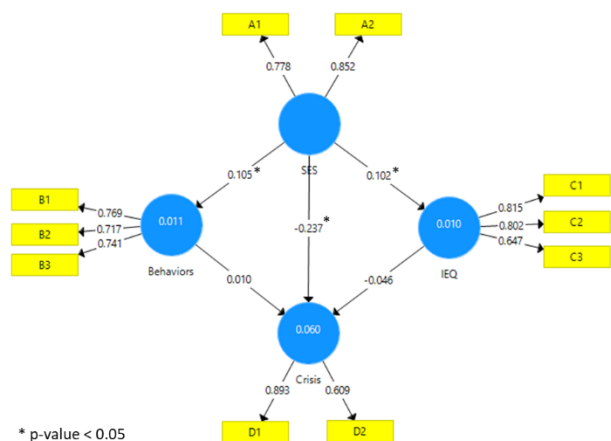 A1 A2
0.778 0.852
SES
0.105* 0.102*
-0.237*
B1
B2
B3
0.769
0.717
0.741
0.011
Behaviors
0.010
IEQ
0.815
0.802
0.647
C1
C2
C3
0.010 -0.046
0.060
Crisis
0.893 0.609
D1 D2
* p-value < 0.05